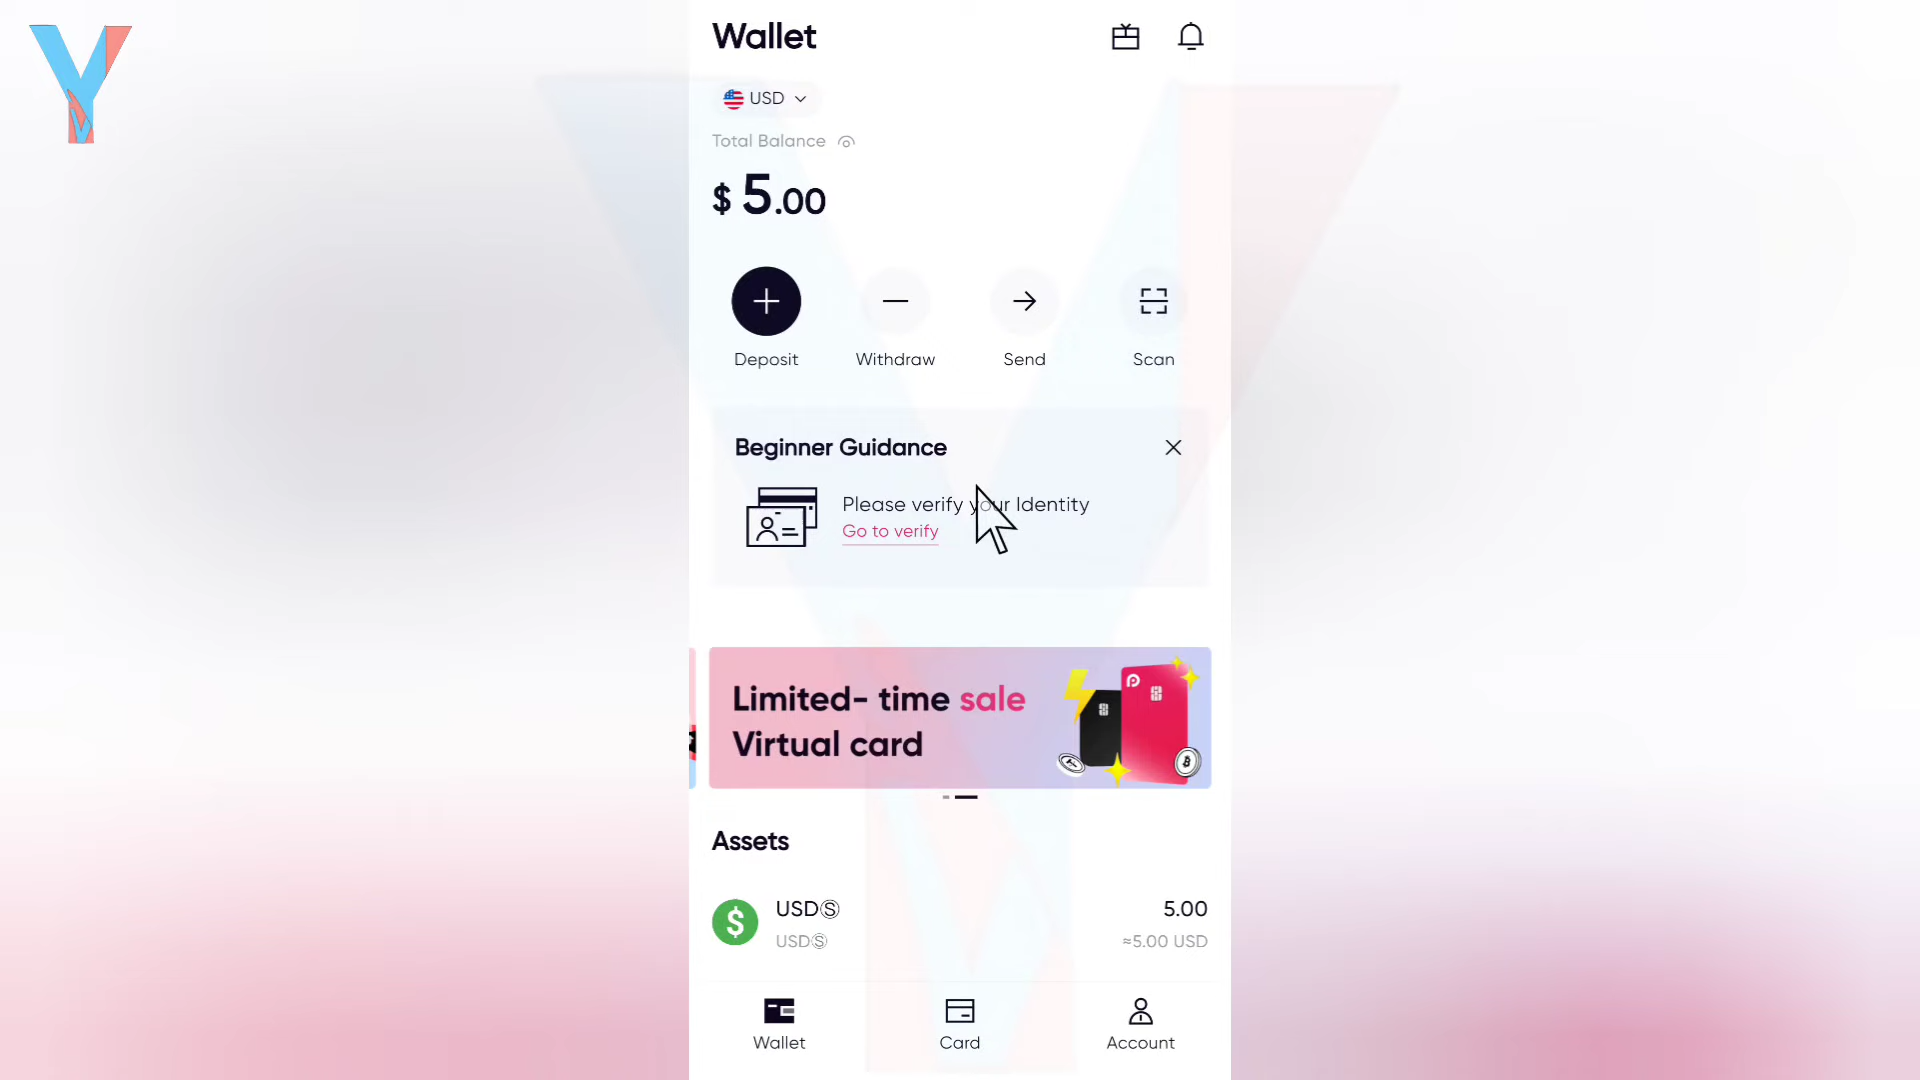 Wallet
USD
Total Balance
$ 5.00
Deposit
Withdraw
Send
Scan
Beginner Guidance
Please verify your Identity
Go to verify
Limited- time sale
Virtual card
Assets
USDⓈ
5.00
USDⓈ
≈5.00 USD
Wallet
Card
Account